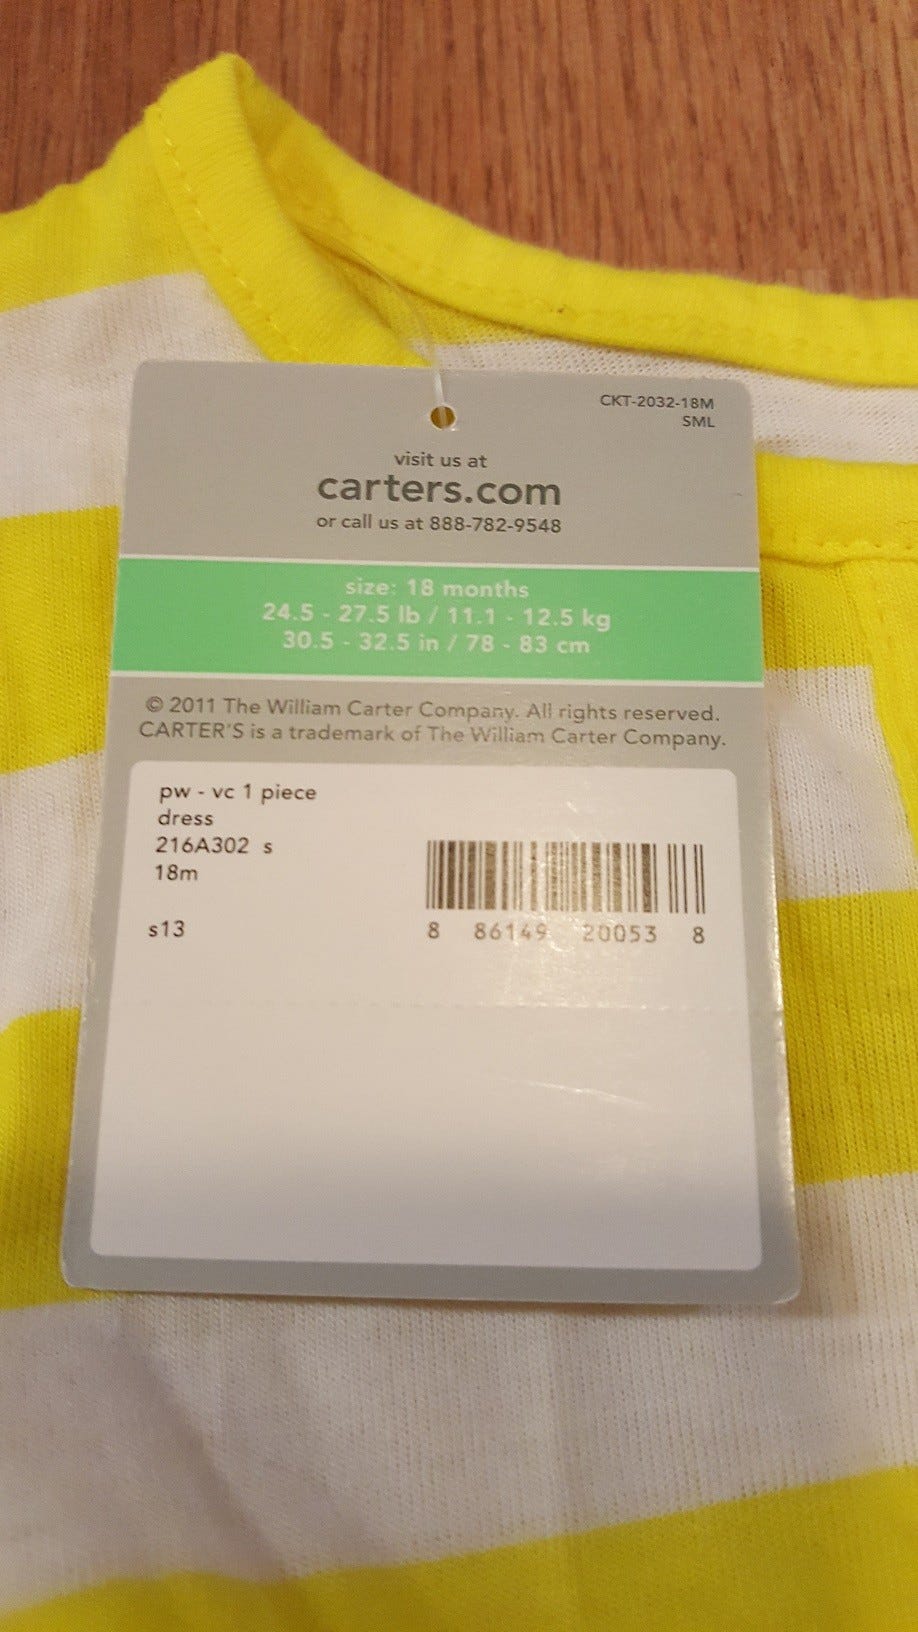 CKT-2032-18M
SML
visit us at
carters.com
or call us at 888-782-9548
size: 18 months
24.5 - 27.5 lb / 11.1 - 12.5 kg
30.5 - 32.5 in / 78 - 83 cm
© 2011 The William Carter Company. All rights reserved.
CARTER'S is a trademark of The William Carter Company.
pw - vc 1 piece
dress
216A302 s
18m
s13
8 86149 20053 8